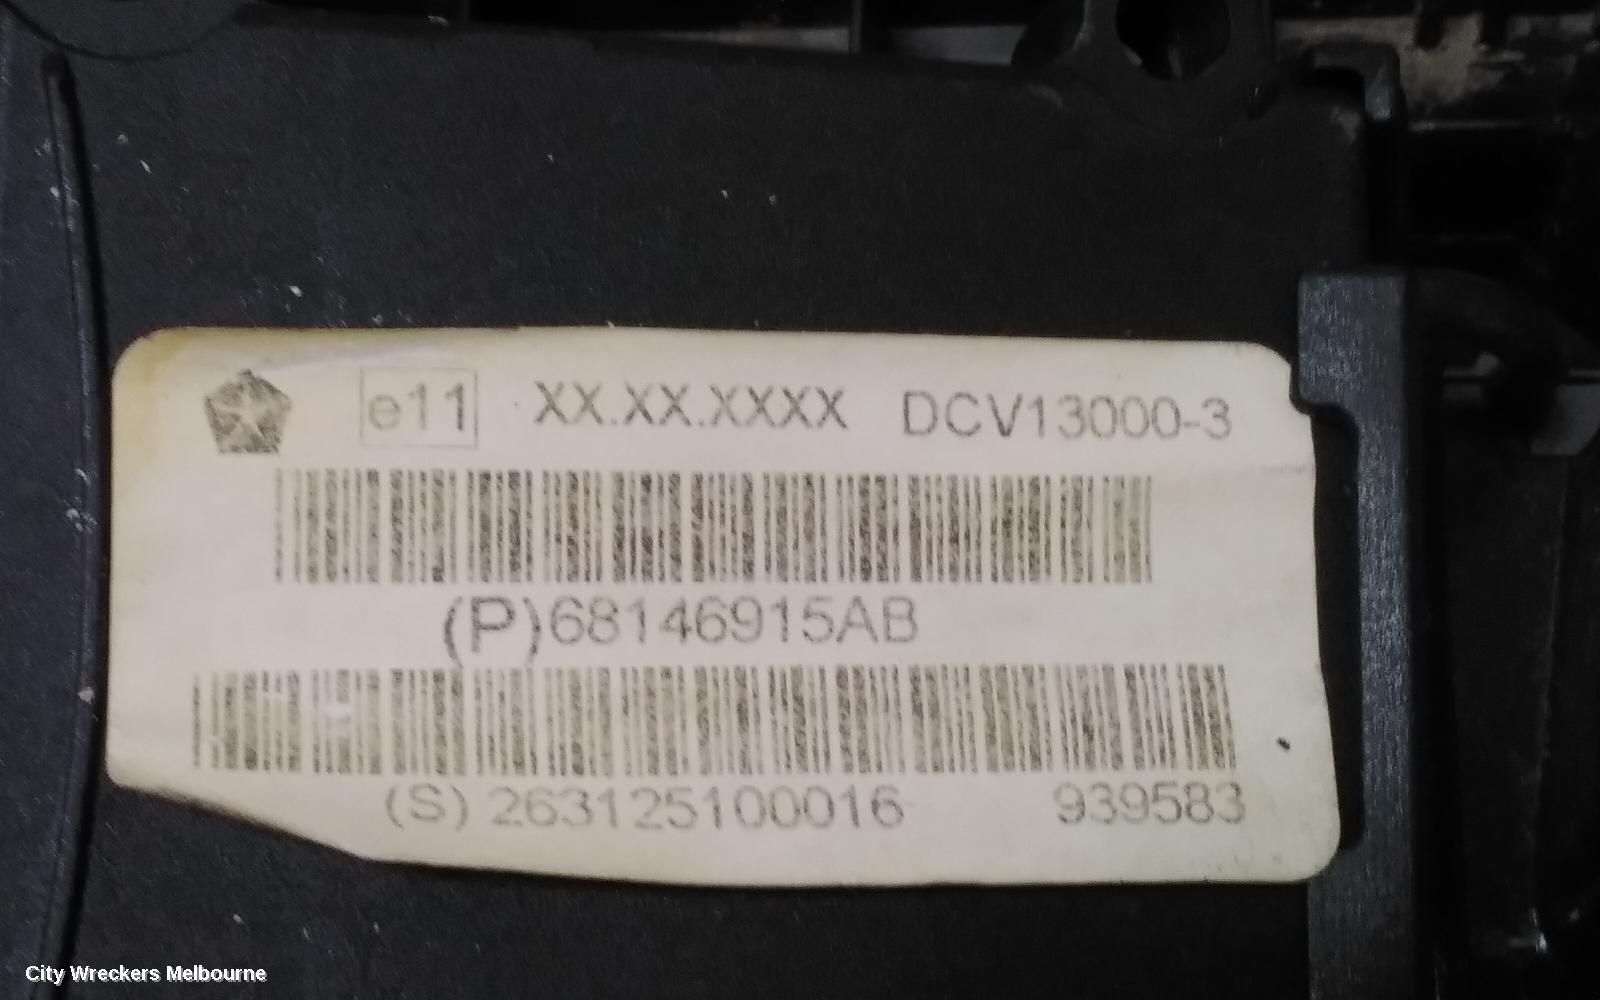 e11 XX.XX.XXXX DCV13000-3
(P)68146915AB
(S) 263125100016 939583
City Wreckers Melbourne